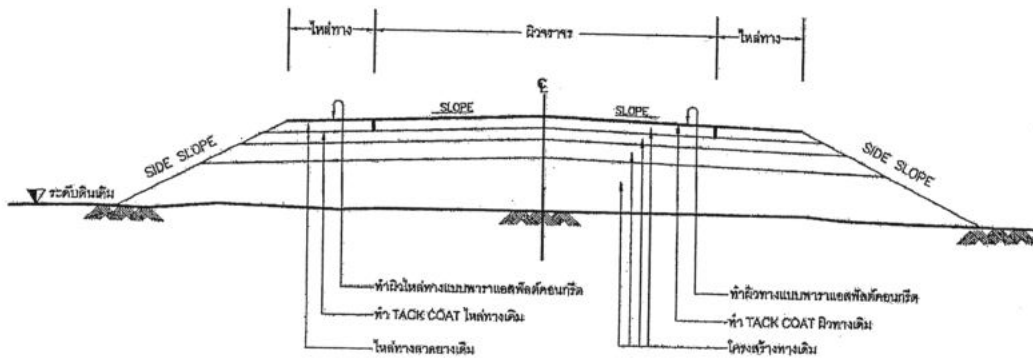 ไหล่ทาง ผิวจราจร ไหล่ทาง
℄
SLOPE SLOPE
SIDE SLOPE SIDE SLOPE
ระดับดินเดิม
ทำผิวไหล่ทางแบบพาราแอสฟัลต์คอนกรีต ทำผิวทางแบบพาราแอสฟัลต์คอนกรีต
ทำ TACK COAT ไหล่ทางเดิม ทำ TACK COAT ผิวทางเดิม
ไหล่ทางลาดยางเดิม โครงสร้างทางเดิม